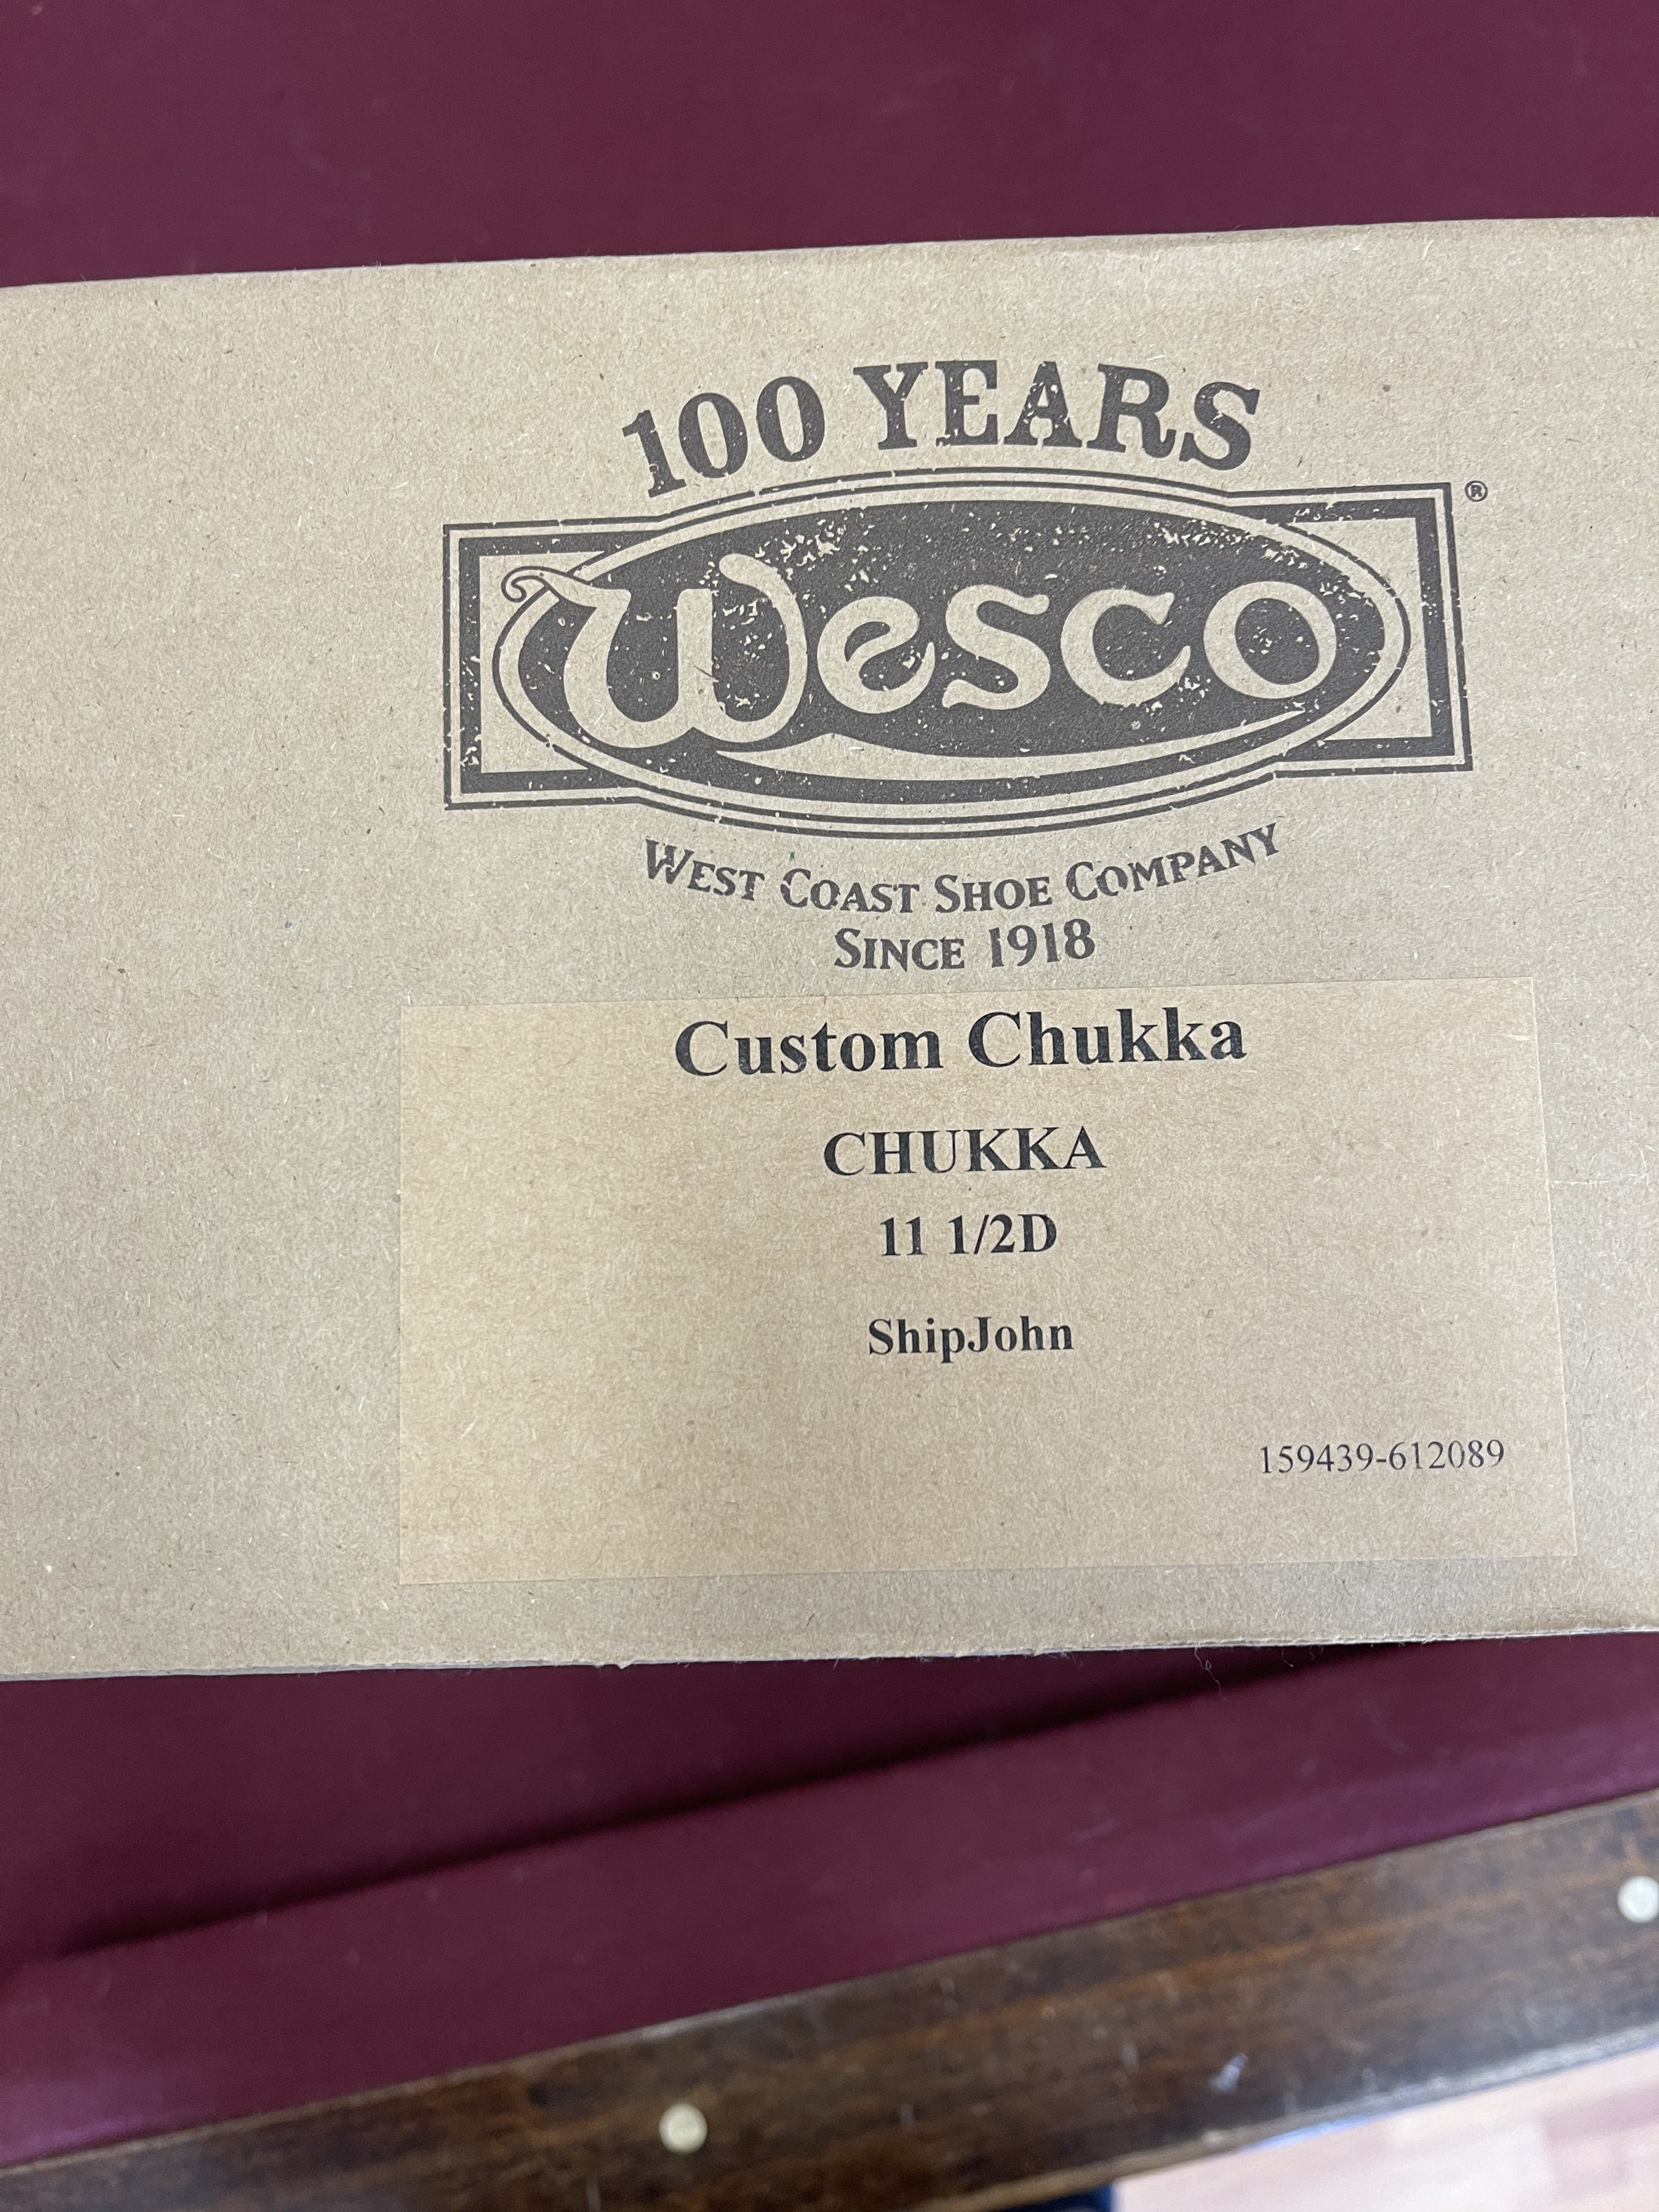 100 YEARS
Wesco ®
WEST COAST SHOE COMPANY
SINCE 1918
Custom Chukka
CHUKKA
11 1/2D
ShipJohn
159439-612089